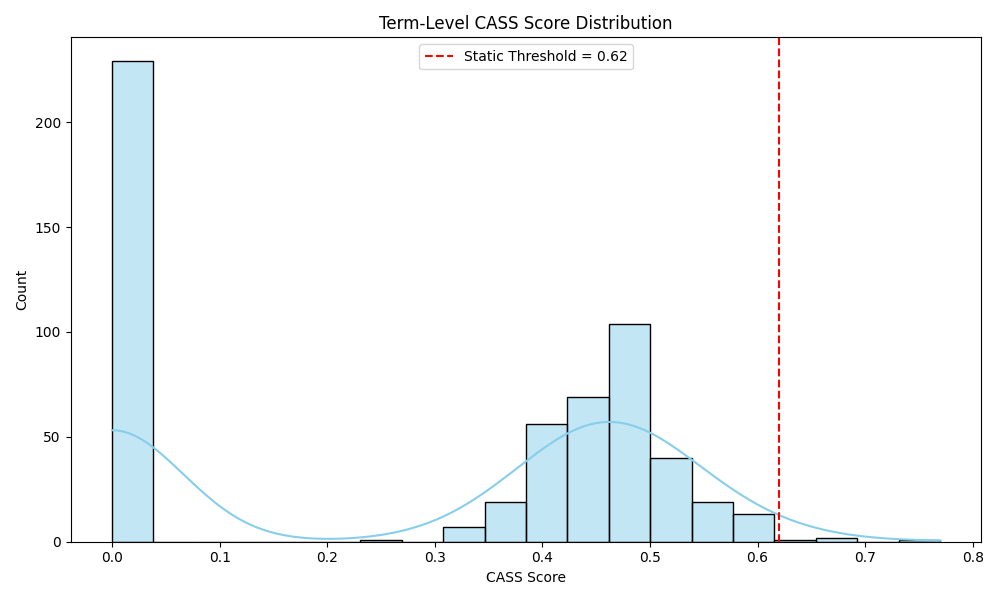 Term-Level CASS Score Distribution
Static Threshold = 0.62
Count
200
150
100
50
0
0.0 0.1 0.2 0.3 0.4 0.5 0.6 0.7 0.8
CASS Score